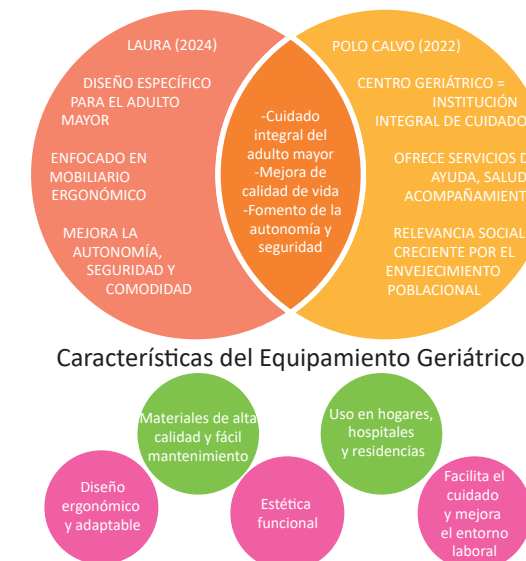 LAURA (2024)
DISEÑO ESPECÍFICO
PARA EL ADULTO
MAYOR
ENFOCADO EN
MOBILIARIO
ERGONÓMICO
MEJORA LA
AUTONOMÍA,
SEGURIDAD Y
COMODIDAD
-Cuidado
integral del
adulto mayor
-Mejora de
calidad de vida
-Fomento de la
autonomía y
seguridad
POLO CALVO (2022)
CENTRO GERIÁTRICO =
INSTITUCIÓN
INTEGRAL DE CUIDADO
OFRECE SERVICIOS D
AYUDA, SALUD
ACOMPAÑAMIENT
RELEVANCIA SOCIAL
CRECIENTE POR EL
ENVEJECIMIENTO
POBLACIONAL
Características del Equipamiento Geriátrico
Materiales de alta
calidad y fácil
mantenimiento
Uso en hogares,
hospitales
y residencias
Diseño
ergonómico
y adaptable
Estética
funcional
Facilita el
cuidado
y mejora
el entorno
laboral